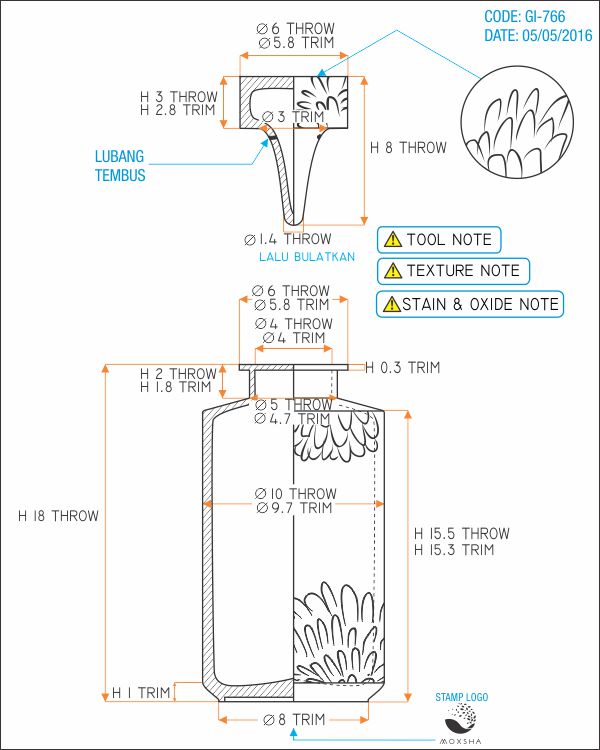 CODE: GI-766
DATE: 05/05/2016
Ø 6 THROW
Ø 5.8 TRIM
H 3 THROW
H 2.8 TRIM
Ø 3 TRIM
H 8 THROW
LUBANG
TEMBUS
Ø 1.4 THROW
LALU BULATKAN
TOOL NOTE
TEXTURE NOTE
STAIN & OXIDE NOTE
Ø 6 THROW
Ø 5.8 TRIM
Ø 4 THROW
Ø 4 TRIM
H 0.3 TRIM
H 2 THROW
H 1.8 TRIM
Ø 5 THROW
Ø 4.7 TRIM
Ø 10 THROW
Ø 9.7 TRIM
H 18 THROW
H 15.5 THROW
H 15.3 TRIM
H 1 TRIM
Ø 8 TRIM
STAMP LOGO
MOXSHA